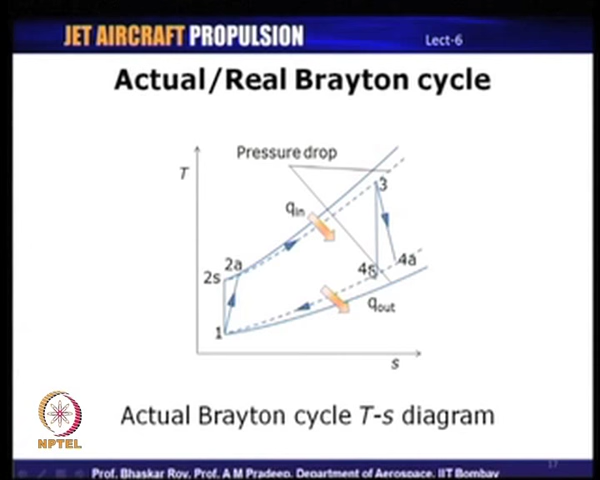 JET AIRCRAFT PROPULSION
Lect-6
Actual/Real Brayton cycle
Pressure drop
T
3
qin
2a
2s
4s
4a
qout
1
s
Actual Brayton cycle T-s diagram
NPTEL
17
Prof. Bhaskar Roy, Prof. A M Pradeep, Department of Aerospace, IIT Bombay